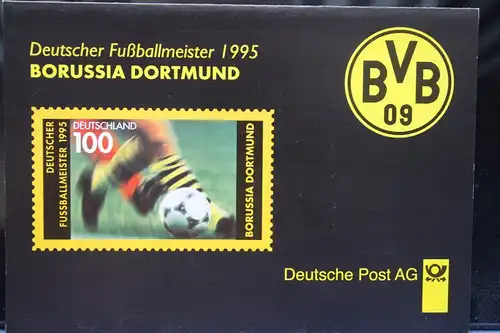 Deutscher Fußballmeister 1995
BORUSSIA DORTMUND
BVB
09
DEUTSCHER
FUSSBALLMEISTER 1995
DEUTSCHLAND
100
BORUSSIA DORTMUND
Deutsche Post AG